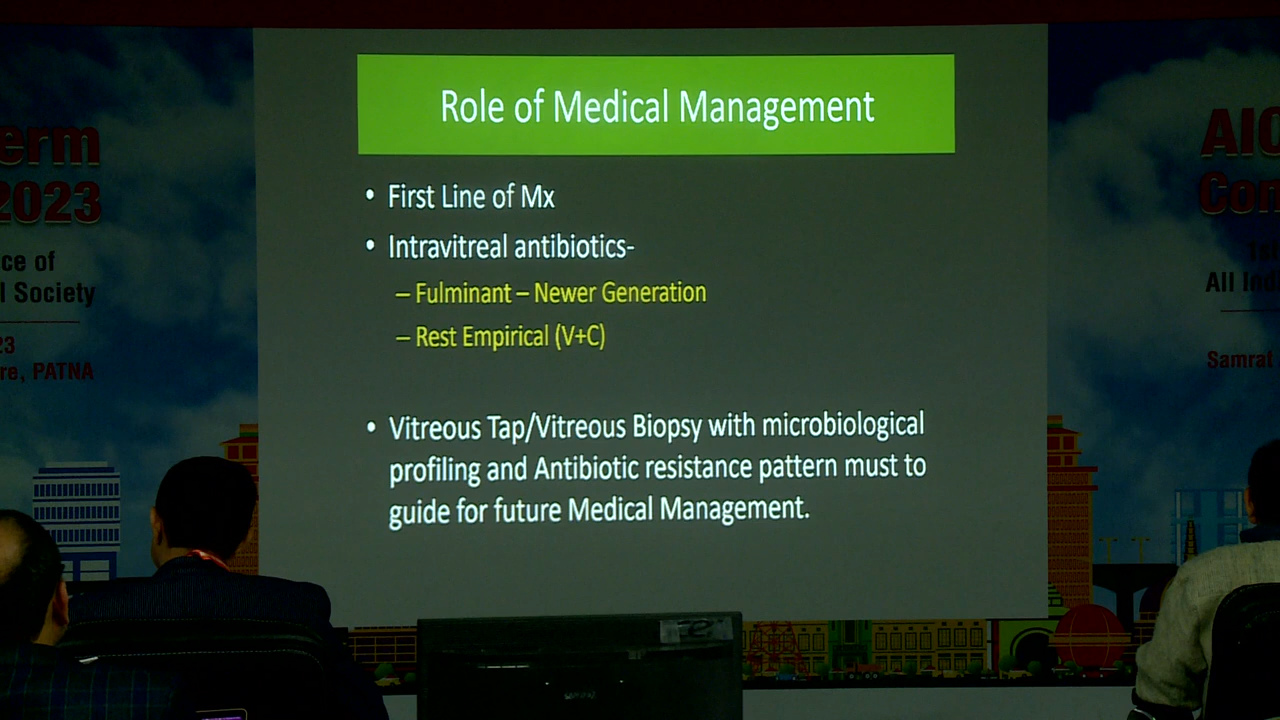 Role of Medical Management
• First Line of Mx
• Intravitreal antibiotics-
– Fulminant – Newer Generation
– Rest Empirical (V+C)
• Vitreous Tap/Vitreous Biopsy with microbiological
profiling and Antibiotic resistance pattern must to
guide for future Medical Management.
erm
2023
ce of
l Society
23
re, PATNA
AIC
Con
All Ind
Samrat